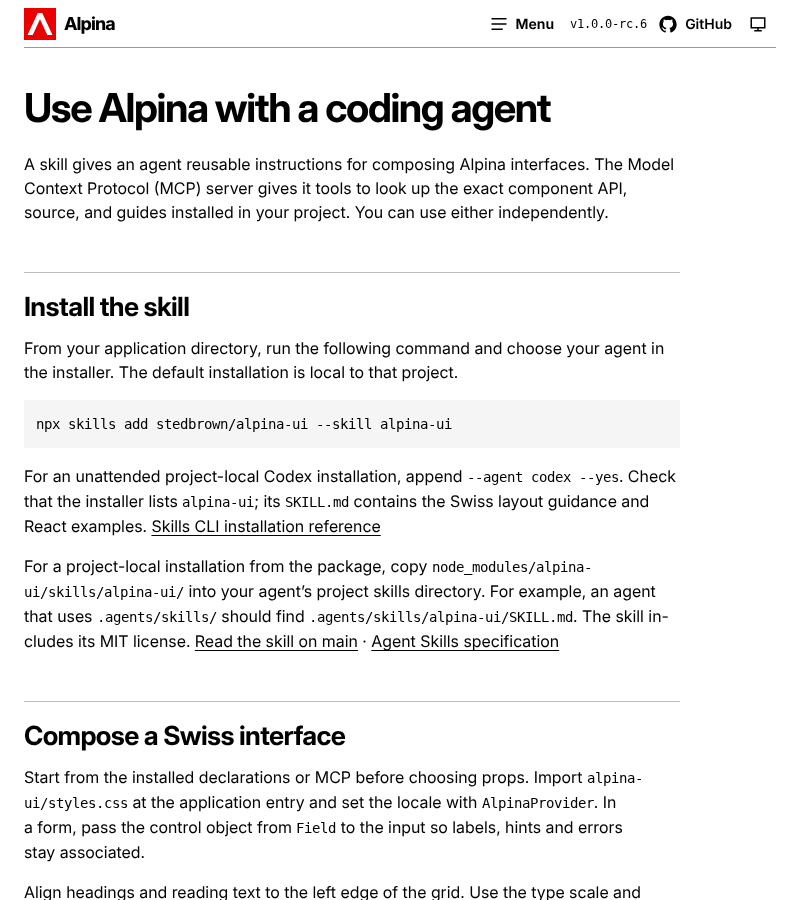 Alpina
Menu v1.0.0-rc.6 GitHub
Use Alpina with a coding agent
A skill gives an agent reusable instructions for composing Alpina interfaces. The Model
Context Protocol (MCP) server gives it tools to look up the exact component API,
source, and guides installed in your project. You can use either independently.
Install the skill
From your application directory, run the following command and choose your agent in
the installer. The default installation is local to that project.
npx skills add stedbrown/alpina-ui --skill alpina-ui
For an unattended project-local Codex installation, append --agent codex --yes. Check
that the installer lists alpina-ui; its SKILL.md contains the Swiss layout guidance and
React examples. Skills CLI installation reference
For a project-local installation from the package, copy node_modules/alpina-
ui/skills/alpina-ui/ into your agent’s project skills directory. For example, an agent
that uses .agents/skills/ should find .agents/skills/alpina-ui/SKILL.md. The skill in-
cludes its MIT license. Read the skill on main · Agent Skills specification
Compose a Swiss interface
Start from the installed declarations or MCP before choosing props. Import alpina-
ui/styles.css at the application entry and set the locale with AlpinaProvider. In
a form, pass the control object from Field to the input so labels, hints and errors
stay associated.
Align headings and reading text to the left edge of the grid. Use the type scale and